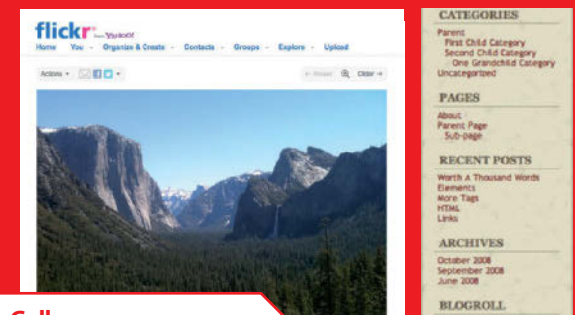 flickr from Yahoo!
Home You Organize & Create Contacts Groups Explore Upload
Actions Newer Older
CATEGORIES
Parent
First Child Category
Second Child Category
One Grandchild Category
Uncategorized
PAGES
About
Parent Page
Sub-page
RECENT POSTS
Worth A Thousand Words
Elements
More Tags
HTML
Links
ARCHIVES
October 2008
September 2008
June 2008
BLOGROLL